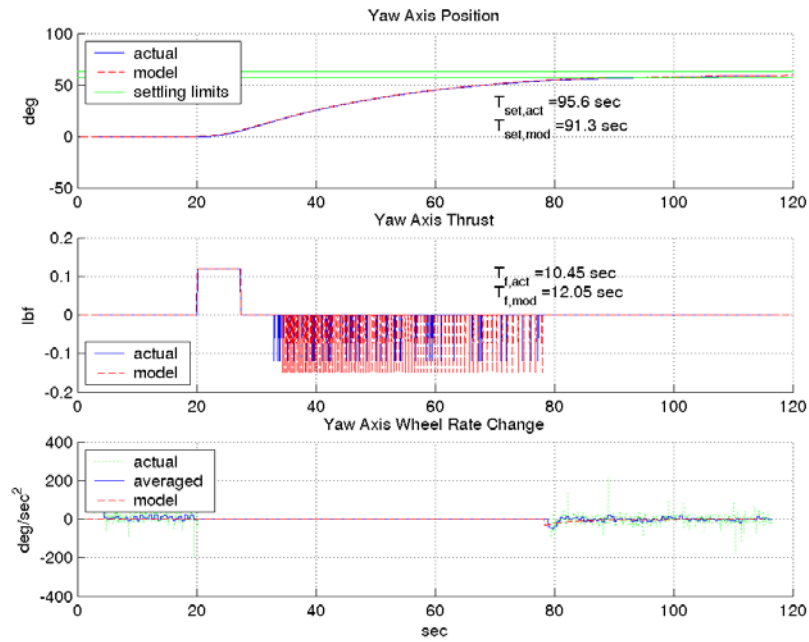 Yaw Axis Position
100
50
0
-50
deg
actual
model
settling limits
T set,act =95.6 sec
T set,mod =91.3 sec
0 20 40 60 80 100 120
Yaw Axis Thrust
0.2
0.1
0
-0.1
-0.2
lbf
T f,act =10.45 sec
T f,mod =12.05 sec
actual
model
0 20 40 60 80 100 120
Yaw Axis Wheel Rate Change
400
200
0
-200
-400
deg/sec²
actual
averaged
model
0 20 40 60 80 100 120
sec